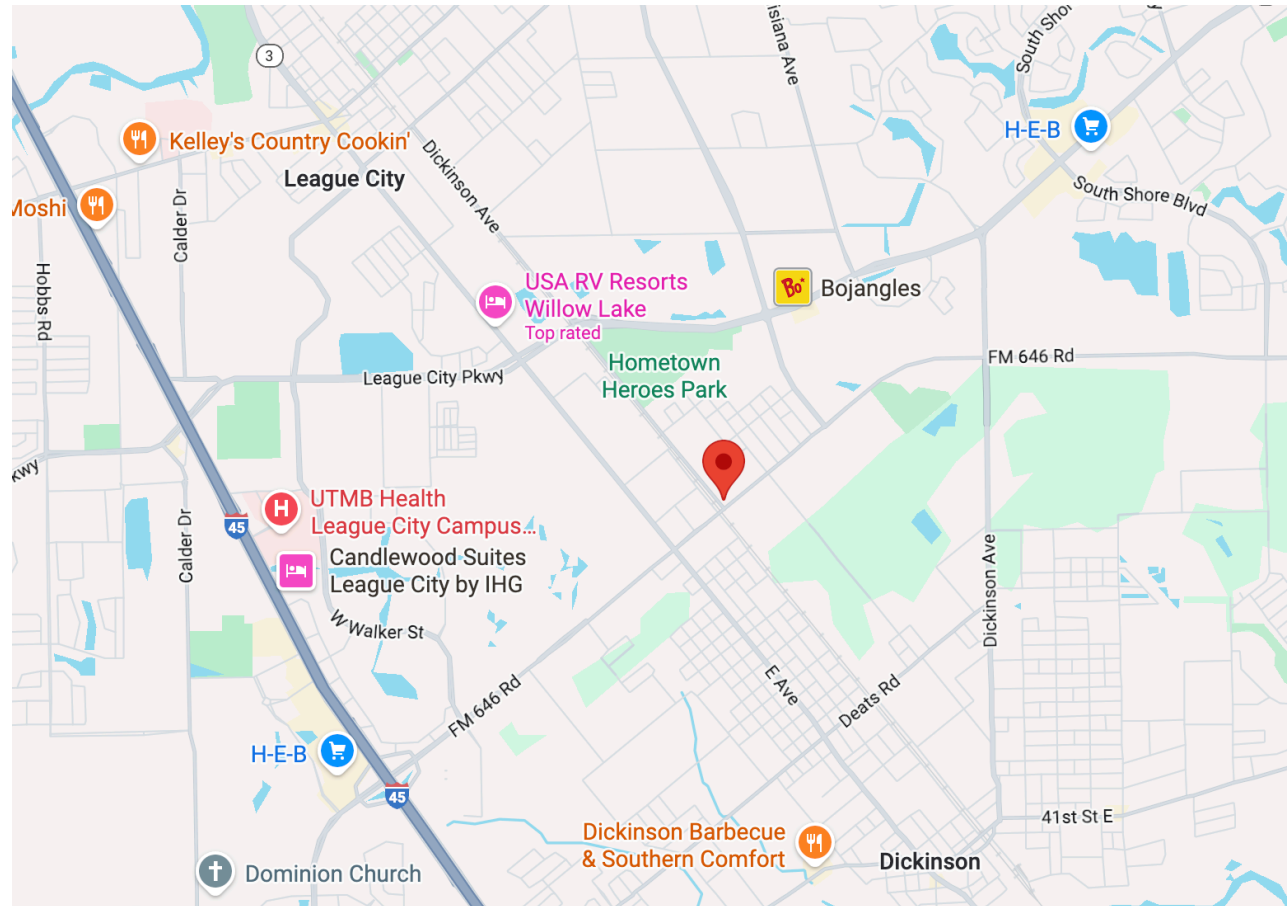 isiana Ave
South Sho
3
H-E-B
Kelley's Country Cookin'
Dickinson Ave
League City
South Shore Blvd
Moshi
Calder Dr
Hobbs Rd
USA RV Resorts
Willow Lake
Top rated
Bo
Bojangles
Hometown
Heroes Park
FM 646 Rd
League City Pkwy
kwy
H
UTMB Health
League City Campus...
45
Candlewood Suites
League City by IHG
Calder Dr
Dickinson Ave
W Walker St
E Ave
Deats Rd
FM 646 Rd
H-E-B
45
41st St E
Dickinson Barbecue
& Southern Comfort
Dickinson
Dominion Church